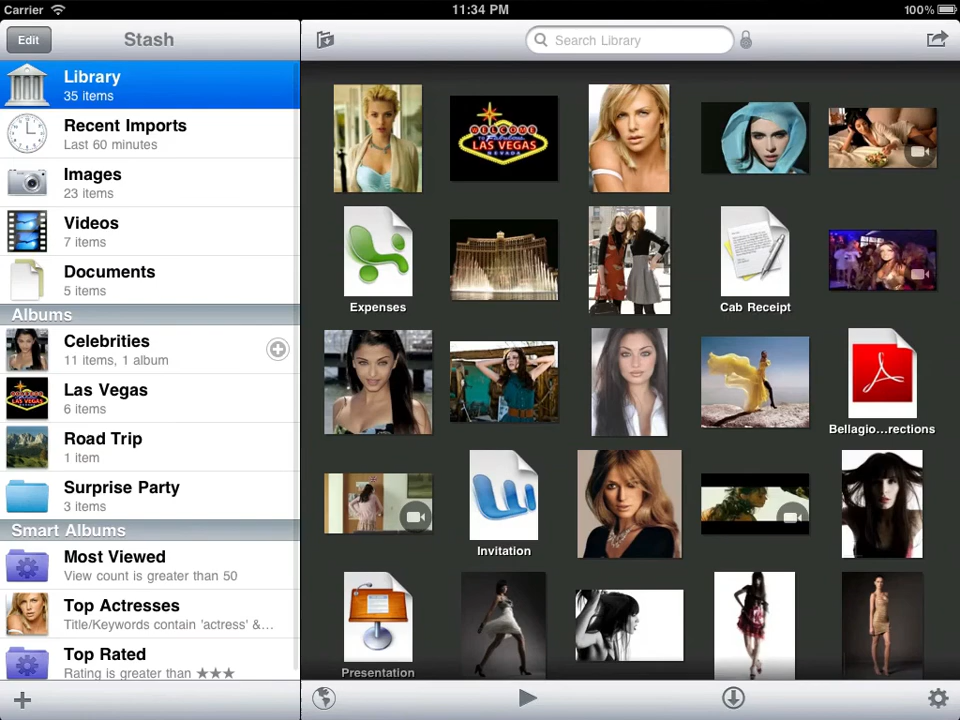 Carrier
11:34 PM
100%
Edit
Stash
Search Library
Library
35 items
Recent Imports
Last 60 minutes
Images
23 items
Videos
7 items
Documents
5 items
Albums
Celebrities
11 items, 1 album
Las Vegas
6 items
Road Trip
1 item
Surprise Party
3 items
Smart Albums
Most Viewed
View count is greater than 50
Top Actresses
Title/Keywords contain 'actress' &...
Top Rated
Rating is greater than ★★★
WELCOME
TO Fabulous
LAS VEGAS
NEVADA
Expenses
Cab Receipt
Bellagio...rections
Invitation
Presentation